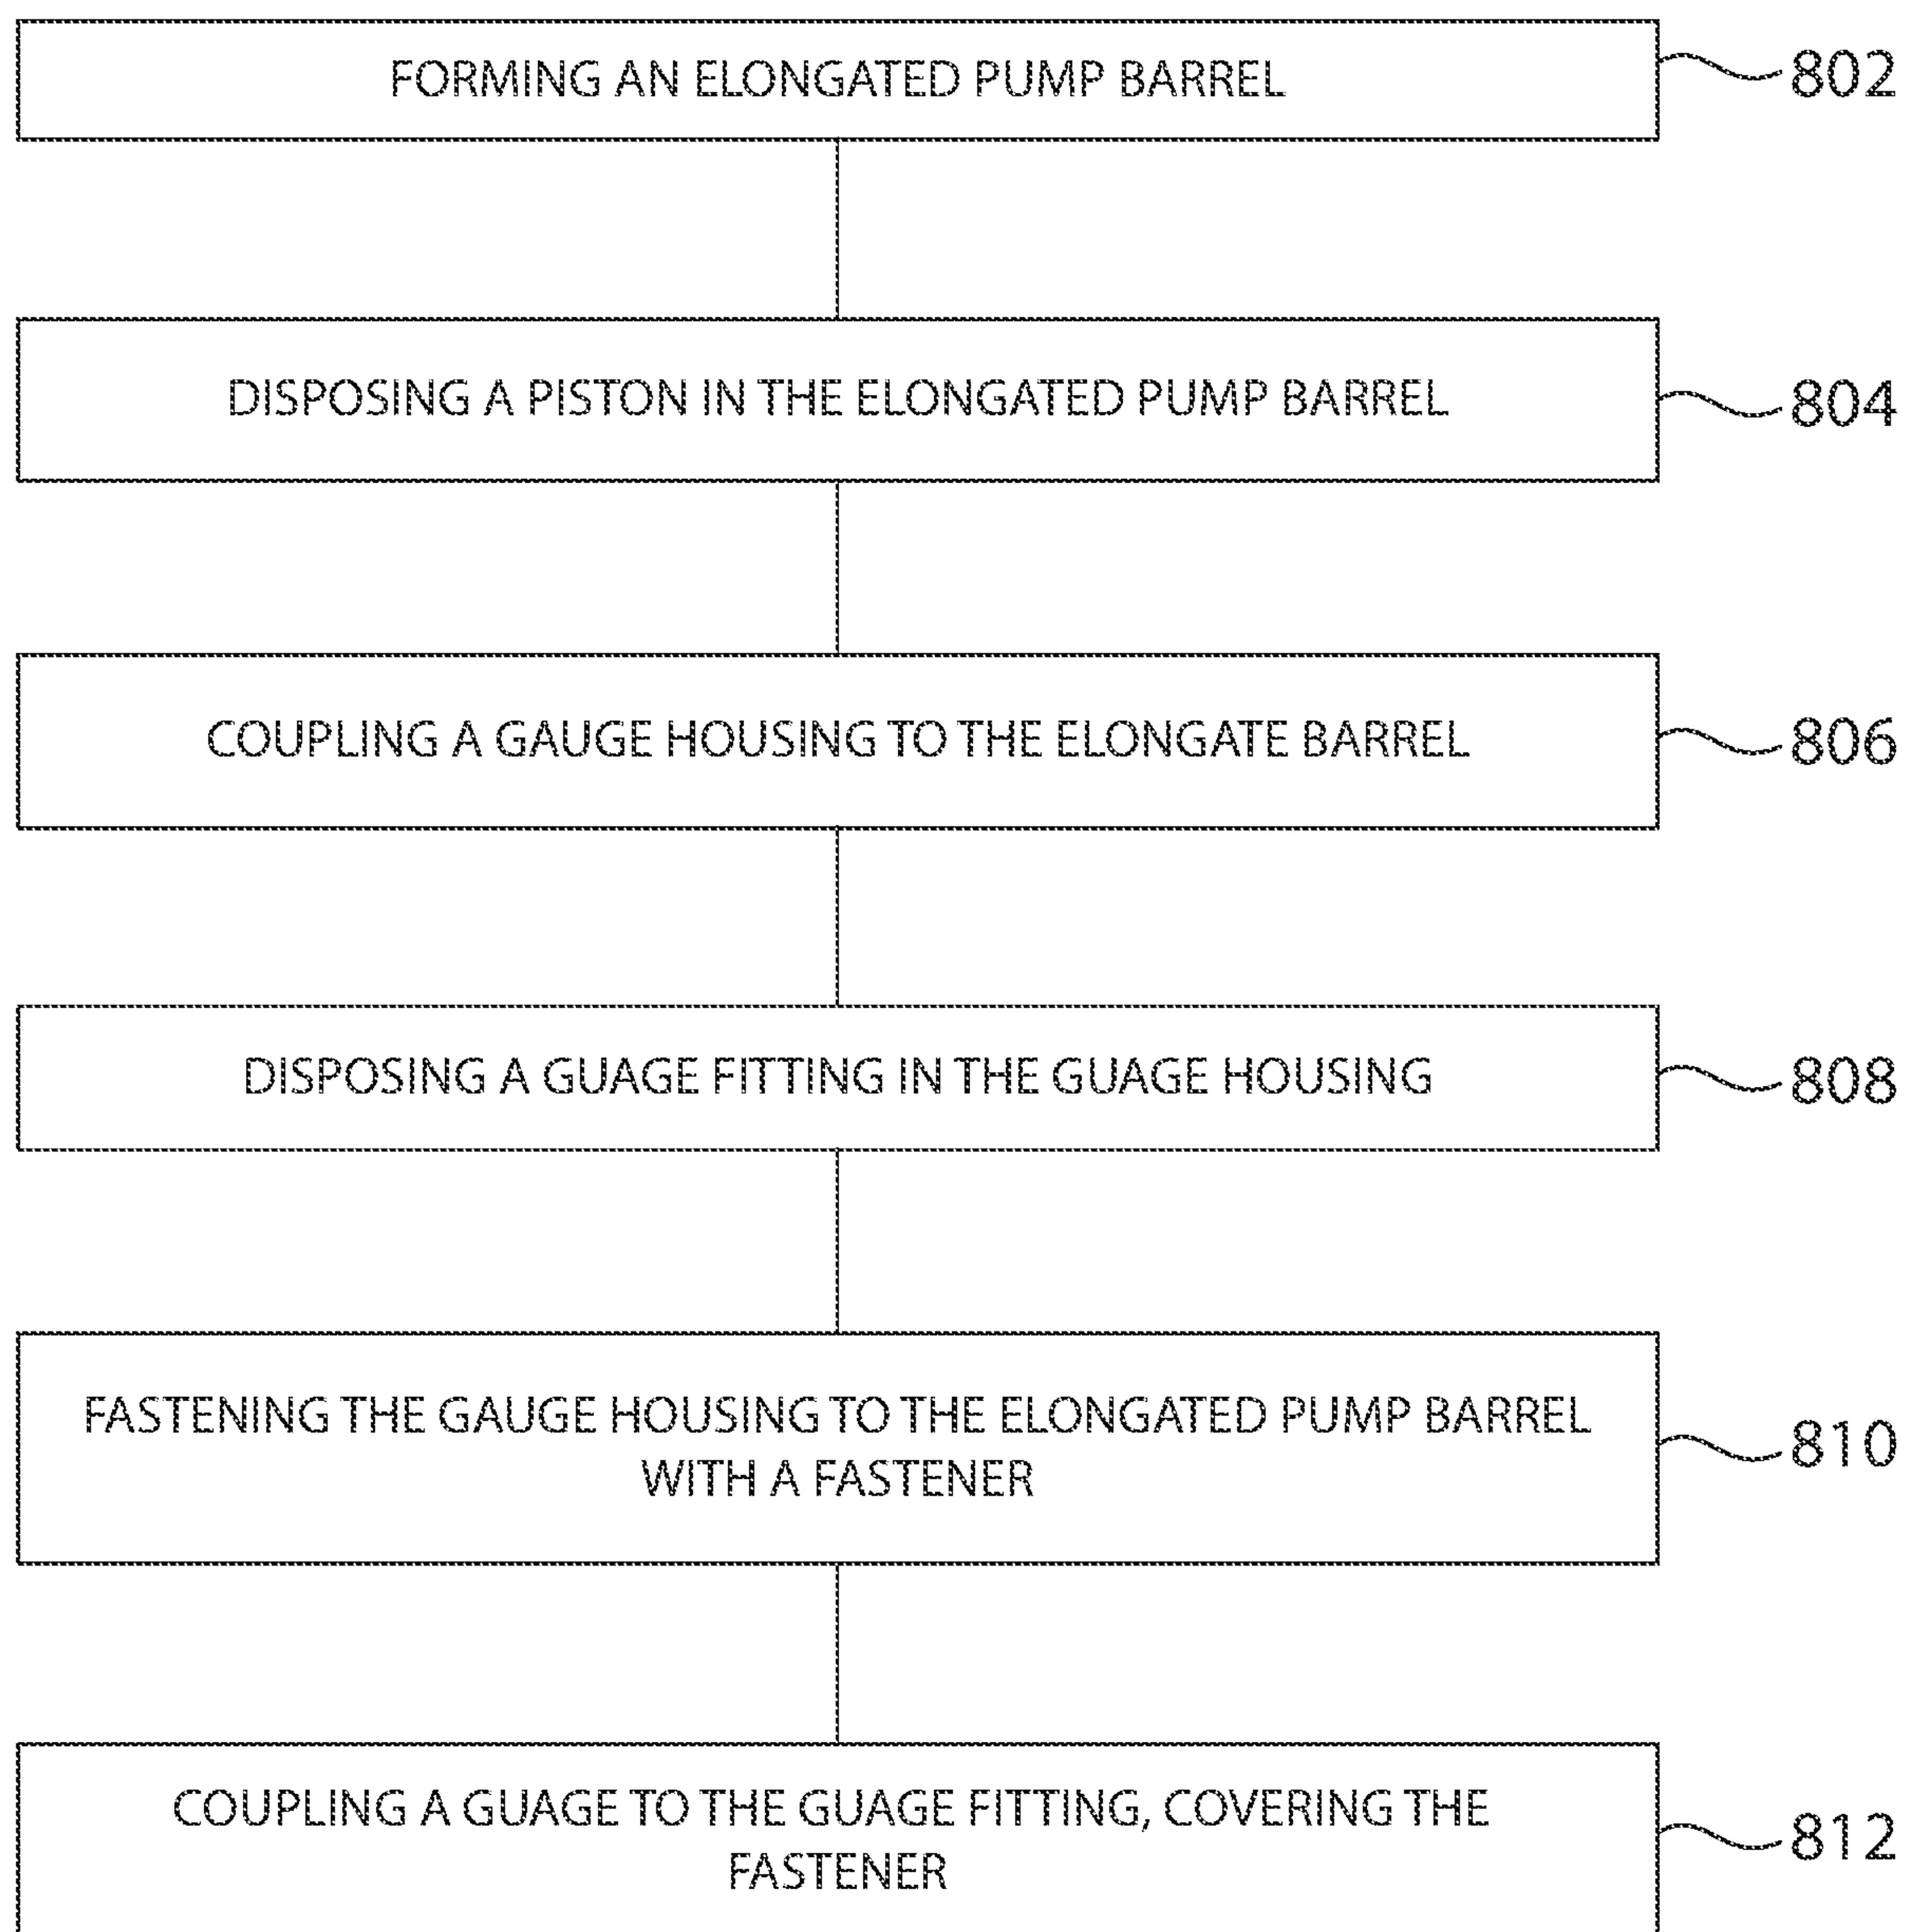 FORMING AN ELONGATED PUMP BARREL
802
DISPOSING A PISTON IN THE ELONGATED PUMP BARREL
804
COUPLING A GAUGE HOUSING TO THE ELONGATE BARREL
806
DISPOSING A GUAGE FITTING IN THE GUAGE HOUSING
808
FASTENING THE GAUGE HOUSING TO THE ELONGATED PUMP BARREL
WITH A FASTENER
810
COUPLING A GUAGE TO THE GUAGE FITTING, COVERING THE
FASTENER
812